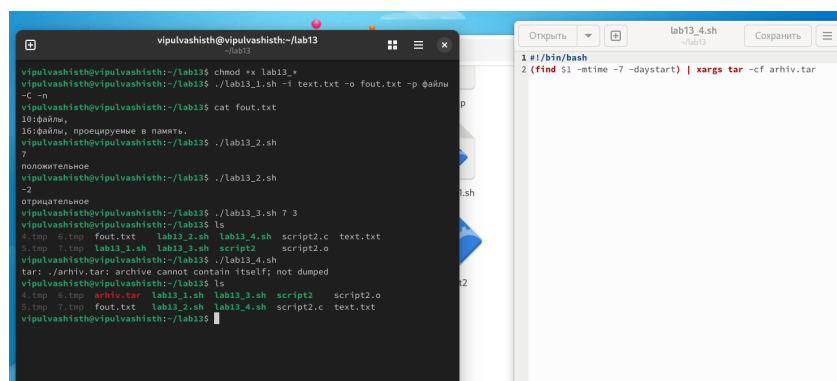 vipulvashisth@vipulvashisth:~/lab13
~/lab13
vipulvashisth@vipulvashisth:~/lab13$ chmod +x lab13_*
vipulvashisth@vipulvashisth:~/lab13$ ./lab13_1.sh -i text.txt -o fout.txt -p файлы
-C -n
vipulvashisth@vipulvashisth:~/lab13$ cat fout.txt
10:файлы,
16:файлы, проецируемые в память.
vipulvashisth@vipulvashisth:~/lab13$ ./lab13_2.sh
7
положительное
vipulvashisth@vipulvashisth:~/lab13$ ./lab13_2.sh
-2
отрицательное
vipulvashisth@vipulvashisth:~/lab13$ ./lab13_3.sh 7 3
vipulvashisth@vipulvashisth:~/lab13$ ls
4.tmp 6.tmp fout.txt lab13_2.sh lab13_4.sh script2.c text.txt
5.tmp 7.tmp lab13_1.sh lab13_3.sh script2 script2.o
vipulvashisth@vipulvashisth:~/lab13$ ./lab13_4.sh
tar: ./arhiv.tar: archive cannot contain itself; not dumped
vipulvashisth@vipulvashisth:~/lab13$ ls
4.tmp 6.tmp arhiv.tar lab13_1.sh lab13_3.sh script2 script2.o
5.tmp 7.tmp fout.txt lab13_2.sh lab13_4.sh script2.c text.txt
vipulvashisth@vipulvashisth:~/lab13$
p
1.sh
t2
Открыть
lab13_4.sh
~/lab13
Сохранить
1 #!/bin/bash
2 (find $1 -mtime -7 -daystart) | xargs tar -cf arhiv.tar